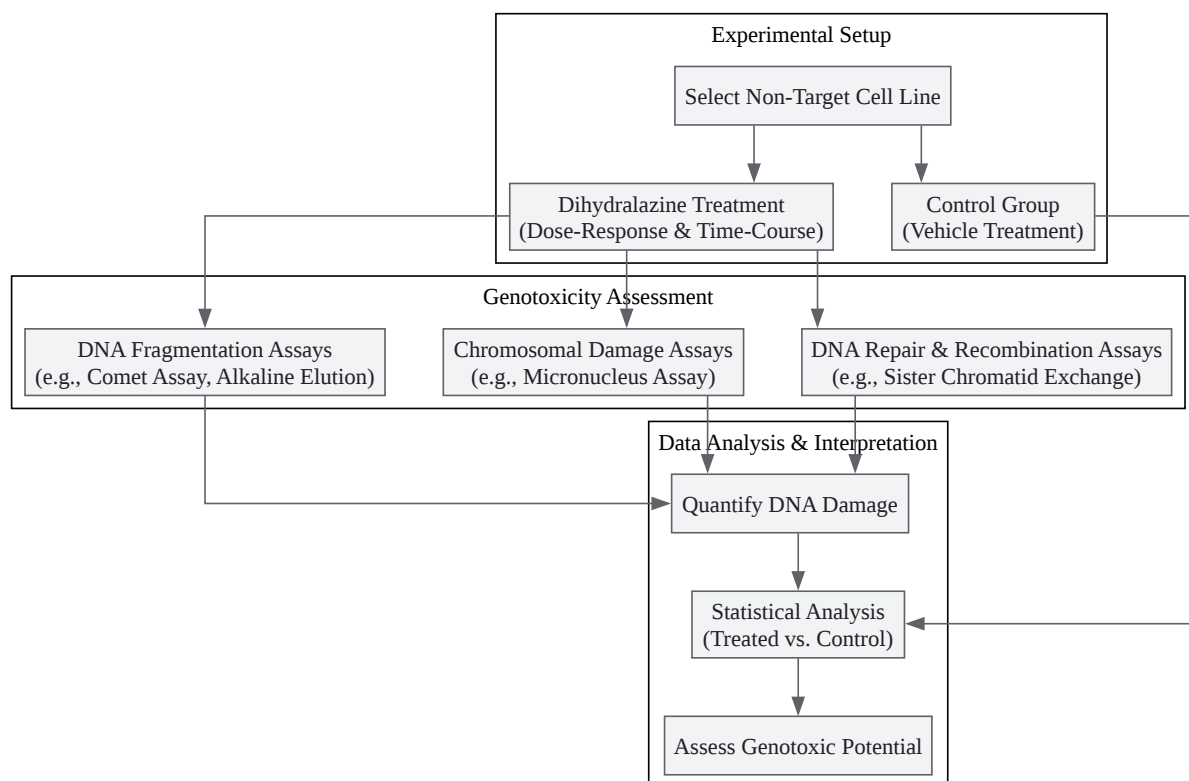 Experimental Setup
Select Non-Target Cell Line
Dihydralazine Treatment
(Dose-Response & Time-Course)
Control Group
(Vehicle Treatment)
Genotoxicity Assessment
DNA Fragmentation Assays
(e.g., Comet Assay, Alkaline Elution)
Chromosomal Damage Assays
(e.g., Micronucleus Assay)
DNA Repair & Recombination Assays
(e.g., Sister Chromatid Exchange)
Data Analysis & Interpretation
Quantify DNA Damage
Statistical Analysis
(Treated vs. Control)
Assess Genotoxic Potential